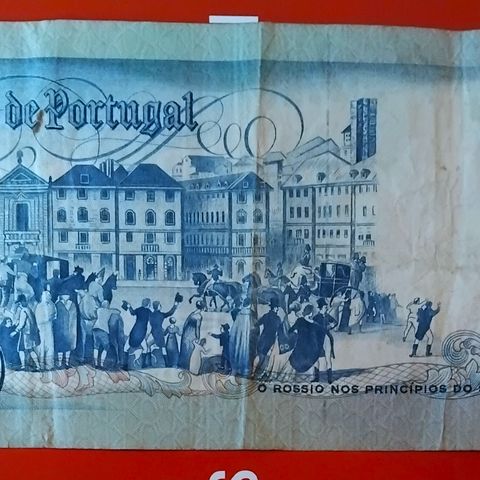 de Portugal
O ROSSIO NOS PRINCÍPIOS DO